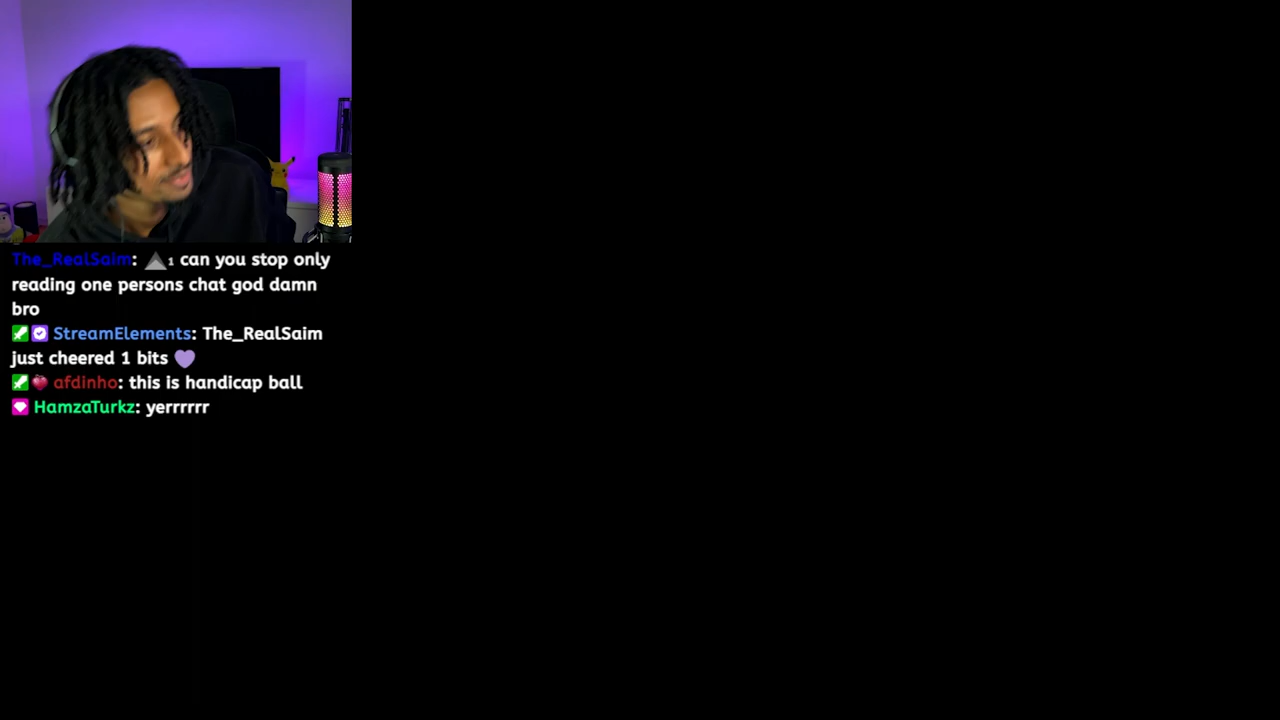 The_RealSaim: 1 can you stop only
reading one persons chat god damn
bro
StreamElements: The_RealSaim
just cheered 1 bits
afdinho: this is handicap ball
HamzaTurkz: yerrrrrr